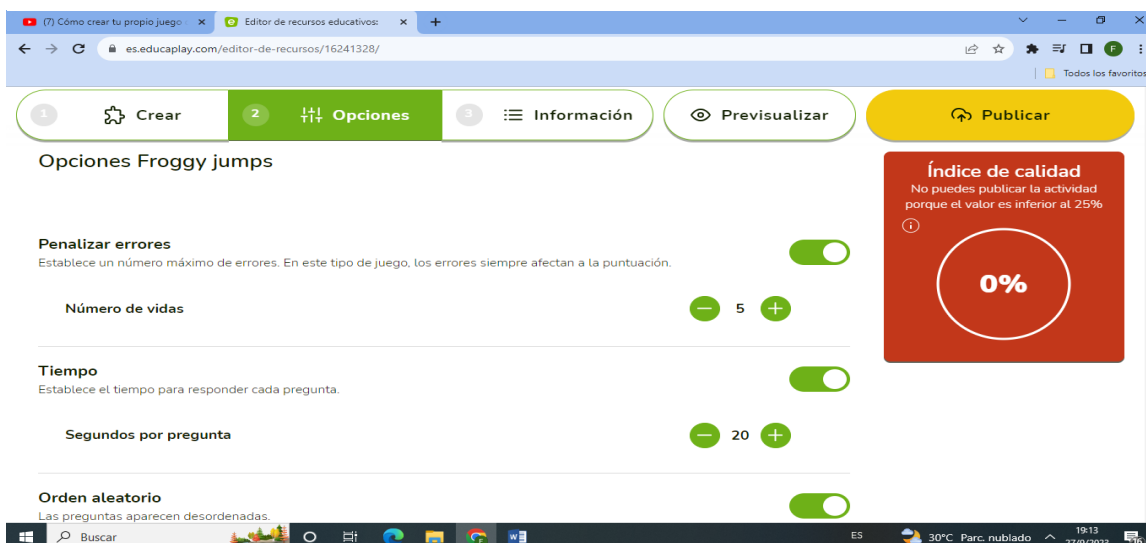 (7) Cómo crear tu propio juego
Editor de recursos educativos:
es.educaplay.com/editor-de-recursos/16241328/
F
Todos los favoritos
1 Crear
2 Opciones
3 Información
Previsualizar
Publicar
Opciones Froggy jumps
Índice de calidad
No puedes publicar la actividad
porque el valor es inferior al 25%
0%
Penalizar errores
Establece un número máximo de errores. En este tipo de juego, los errores siempre afectan a la puntuación.
Número de vidas
5
Tiempo
Establece el tiempo para responder cada pregunta.
Segundos por pregunta
20
Orden aleatorio
Las preguntas aparecen desordenadas.
Buscar
ES
30°C Parc. nublado
19:13
27/9/2023